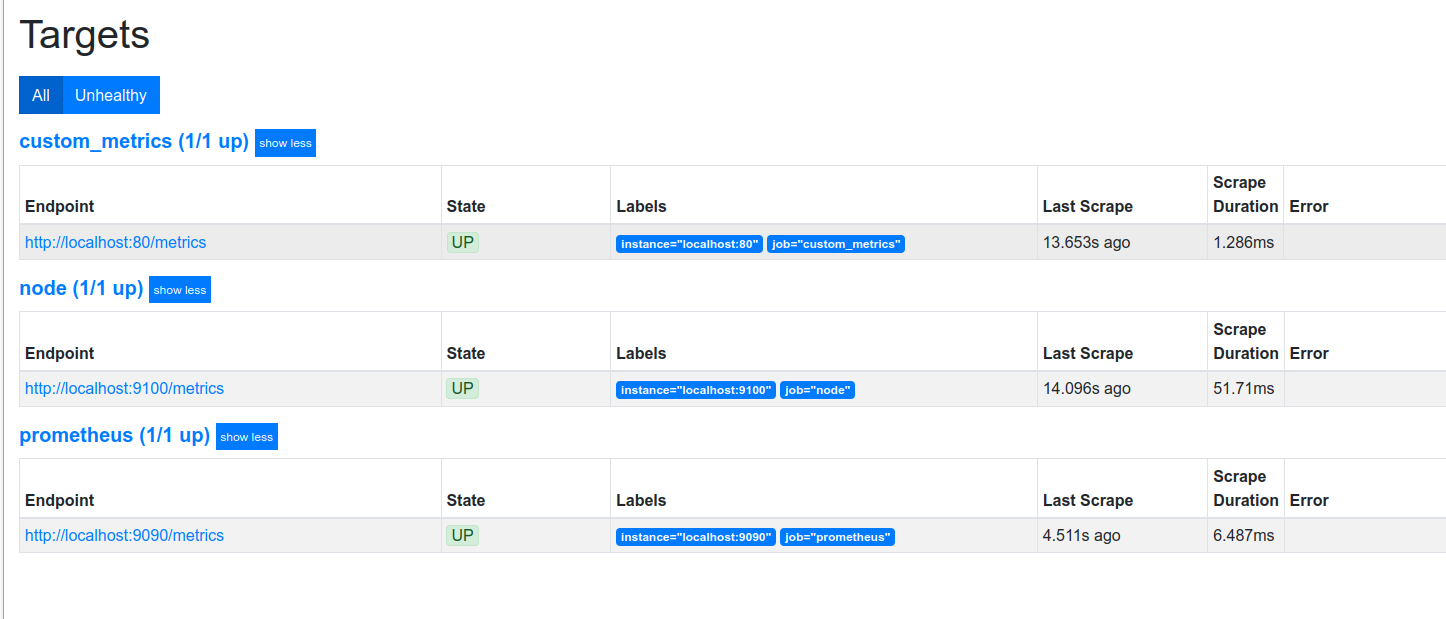 Targets
All Unhealthy
custom_metrics (1/1 up) show less
Endpoint State Labels Last Scrape Scrape Duration Error
http://localhost:80/metrics UP instance="localhost:80" job="custom_metrics" 13.653s ago 1.286ms
node (1/1 up) show less
Endpoint State Labels Last Scrape Scrape Duration Error
http://localhost:9100/metrics UP instance="localhost:9100" job="node" 14.096s ago 51.71ms
prometheus (1/1 up) show less
Endpoint State Labels Last Scrape Scrape Duration Error
http://localhost:9090/metrics UP instance="localhost:9090" job="prometheus" 4.511s ago 6.487ms